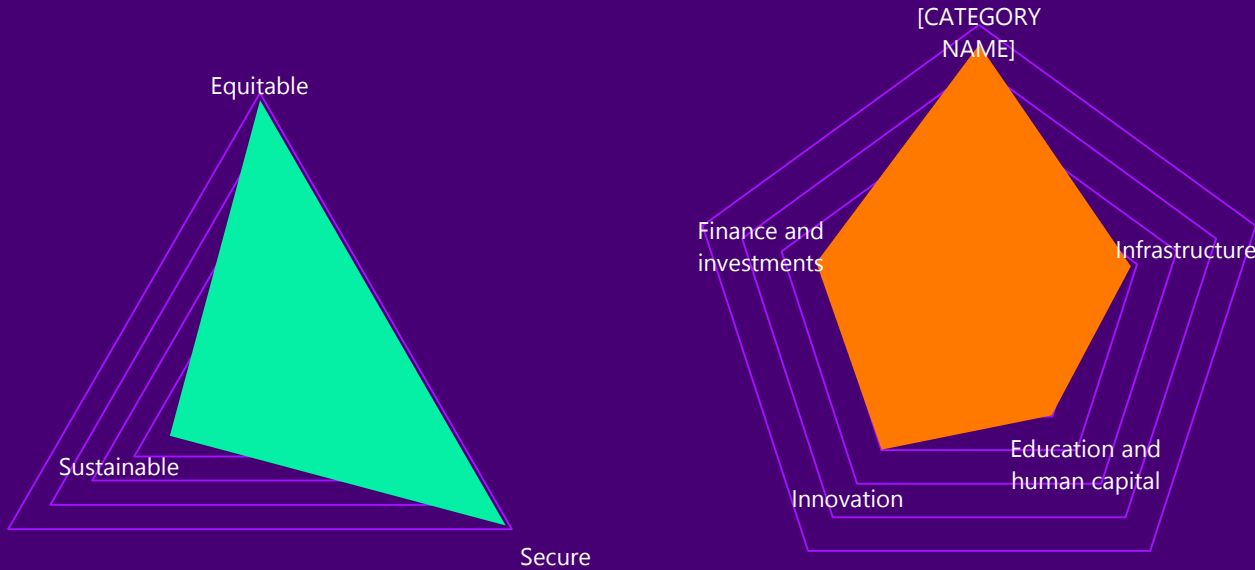 Equitable
Sustainable
Secure
[CATEGORY
NAME]
Finance and
investments
Infrastructure
Education and
human capital
Innovation